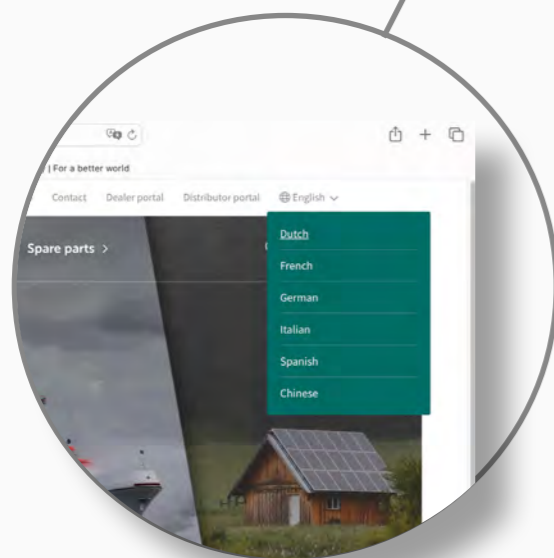 | For a better world
Contact Dealer portal Distributor portal English
Spare parts >
Dutch
French
German
Italian
Spanish
Chinese